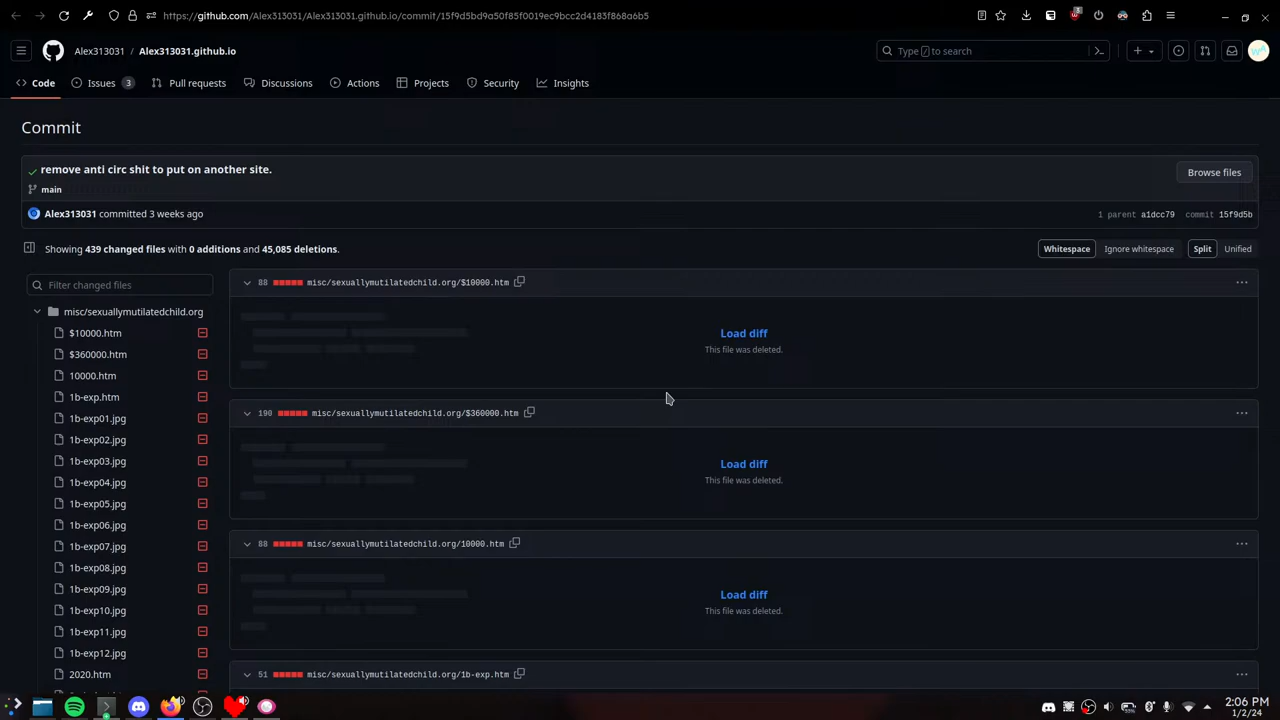 https://github.com/Alex313031/Alex313031.github.io/commit/15f9d5bd9a50f85f0019ec9bcc2d4183f868a6b5
Alex313031 / Alex313031.github.io
Type / to search
Code
Issues 3
Pull requests
Discussions
Actions
Projects
Security
Insights
Commit
remove anti circ shit to put on another site.
Browse files
main
Alex313031 committed 3 weeks ago
1 parent a1dcc79 commit 15f9d5b
Showing 439 changed files with 0 additions and 45,085 deletions.
Whitespace
Ignore whitespace
Split
Unified
Filter changed files
misc/sexuallymutilatedchild.org
$10000.htm
$360000.htm
10000.htm
1b-exp.htm
1b-exp01.jpg
1b-exp02.jpg
1b-exp03.jpg
1b-exp04.jpg
1b-exp05.jpg
1b-exp06.jpg
1b-exp07.jpg
1b-exp08.jpg
1b-exp09.jpg
1b-exp10.jpg
1b-exp11.jpg
1b-exp12.jpg
2020.htm
88 misc/sexuallymutilatedchild.org/$10000.htm
Load diff
This file was deleted.
190 misc/sexuallymutilatedchild.org/$360000.htm
Load diff
This file was deleted.
88 misc/sexuallymutilatedchild.org/10000.htm
Load diff
This file was deleted.
51 misc/sexuallymutilatedchild.org/1b-exp.htm
2:06 PM
1/2/24